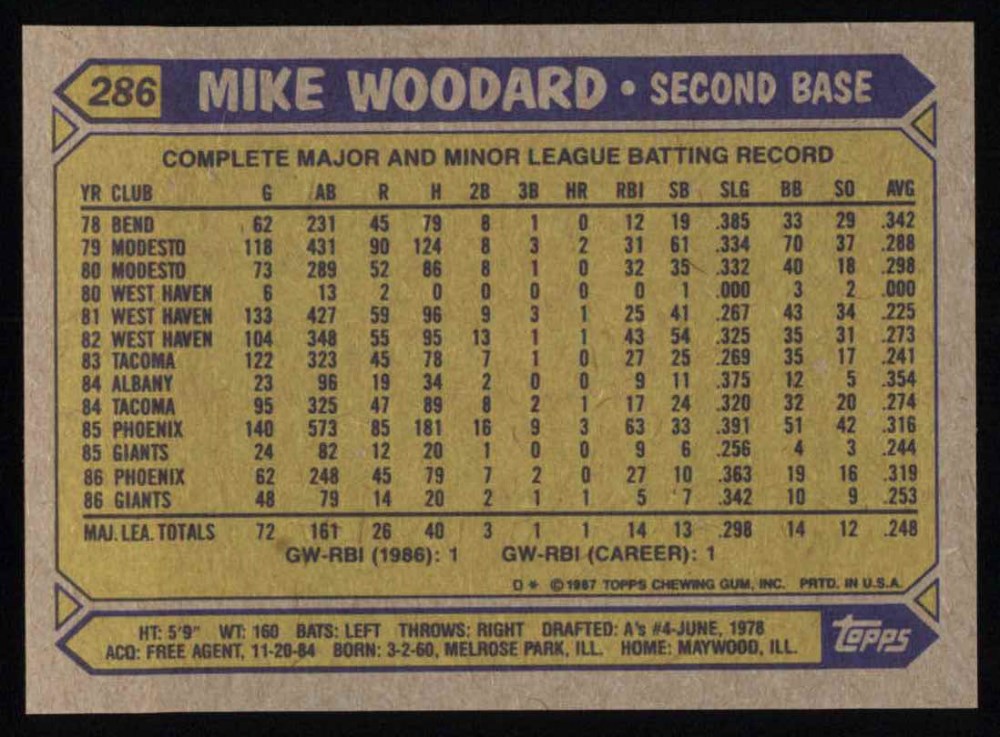 286 MIKE WOODARD • SECOND BASE
COMPLETE MAJOR AND MINOR LEAGUE BATTING RECORD
YR CLUB G AB R H 2B 3B HR RBI SB SLG BB SO AVG
78 BEND 62 231 45 79 8 1 0 12 19 .385 33 29 .342
79 MODESTO 118 431 90 124 8 3 2 31 61 .334 70 37 .288
80 MODESTO 73 289 52 86 8 1 0 32 35 .332 40 18 .298
80 WEST HAVEN 6 13 2 0 0 0 0 0 1 .000 3 2 .000
81 WEST HAVEN 133 427 59 96 9 3 1 25 41 .267 43 34 .225
82 WEST HAVEN 104 348 55 95 13 1 1 43 54 .325 35 31 .273
83 TACOMA 122 323 45 78 7 1 0 27 25 .269 35 17 .241
84 ALBANY 23 96 19 34 2 0 0 9 11 .375 12 5 .354
84 TACOMA 95 325 47 89 8 2 1 17 24 .320 32 20 .274
85 PHOENIX 140 573 85 181 16 9 3 63 33 .391 51 42 .316
85 GIANTS 24 82 12 20 1 0 0 9 6 .256 4 3 .244
86 PHOENIX 62 248 45 79 7 2 0 27 10 .363 19 16 .319
86 GIANTS 48 79 14 20 2 1 1 5 7 .342 10 9 .253
MAJ. LEA. TOTALS 72 161 26 40 3 1 1 14 13 .298 14 12 .248
GW-RBI (1986): 1 GW-RBI (CAREER): 1
D * © 1987 TOPPS CHEWING GUM, INC. PRTD. IN U.S.A.
HT: 5'9" WT: 160 BATS: LEFT THROWS: RIGHT DRAFTED: A's #4-JUNE, 1978
ACQ: FREE AGENT, 11-20-84 BORN: 3-2-60, MELROSE PARK, ILL. HOME: MAYWOOD, ILL.
topps